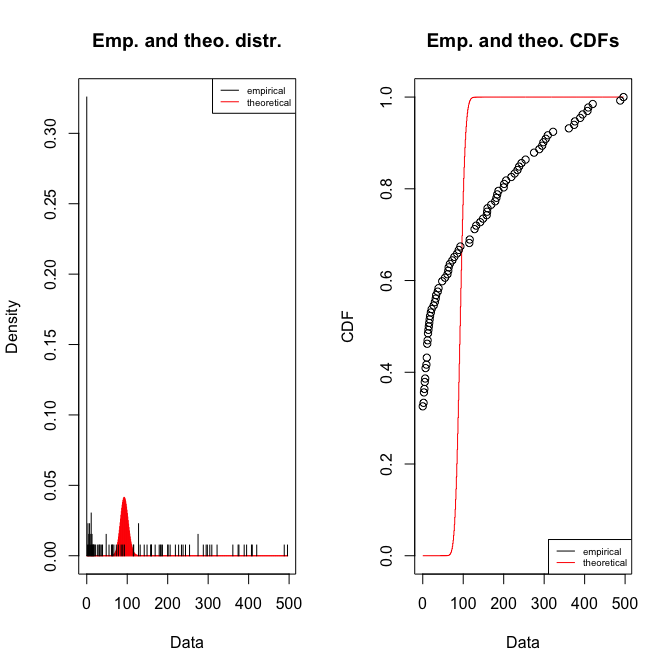 Emp. and theo. distr.
empirical
theoretical
Density
0.00 0.05 0.10 0.15 0.20 0.25 0.30
0 100 200 300 400 500
Data
Emp. and theo. CDFs
CDF
0.0 0.2 0.4 0.6 0.8 1.0
empirical
theoretical
0 100 200 300 400 500
Data